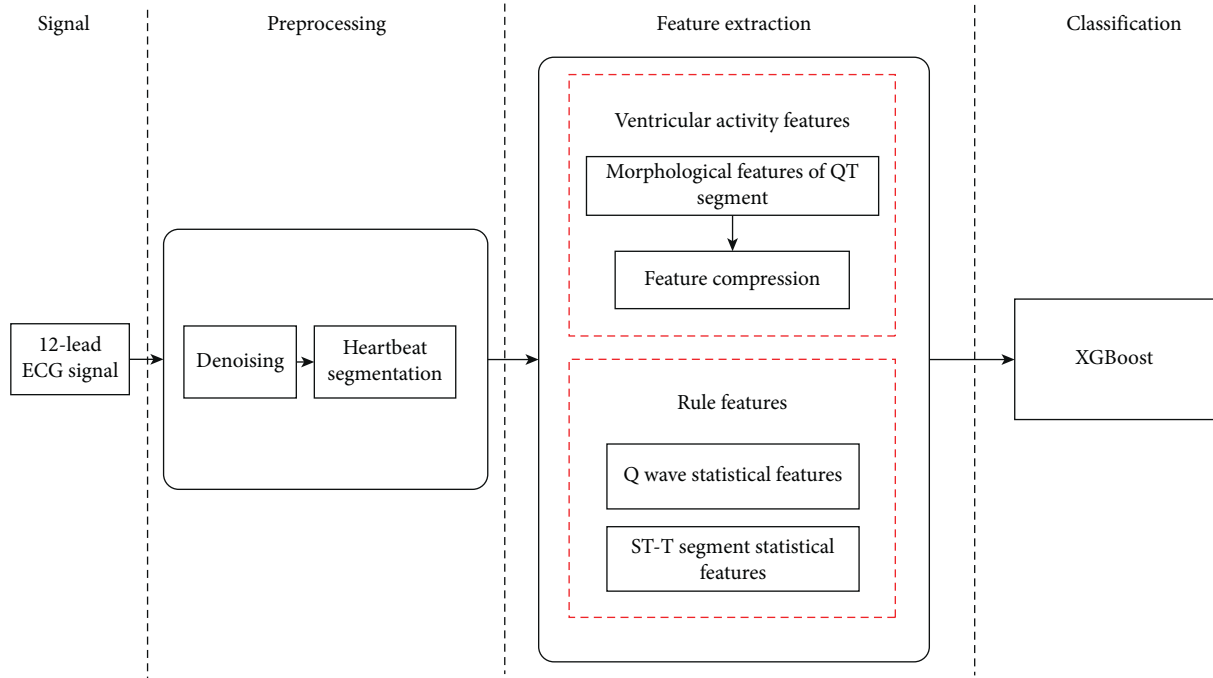 Signal
Preprocessing
Feature extraction
Classification
Ventricular activity features
Morphological features of QT
segment
Feature compression
12-lead
ECG signal
Denoising
Heartbeat
segmentation
XGBoost
Rule features
Q wave statistical features
ST-T segment statistical
features